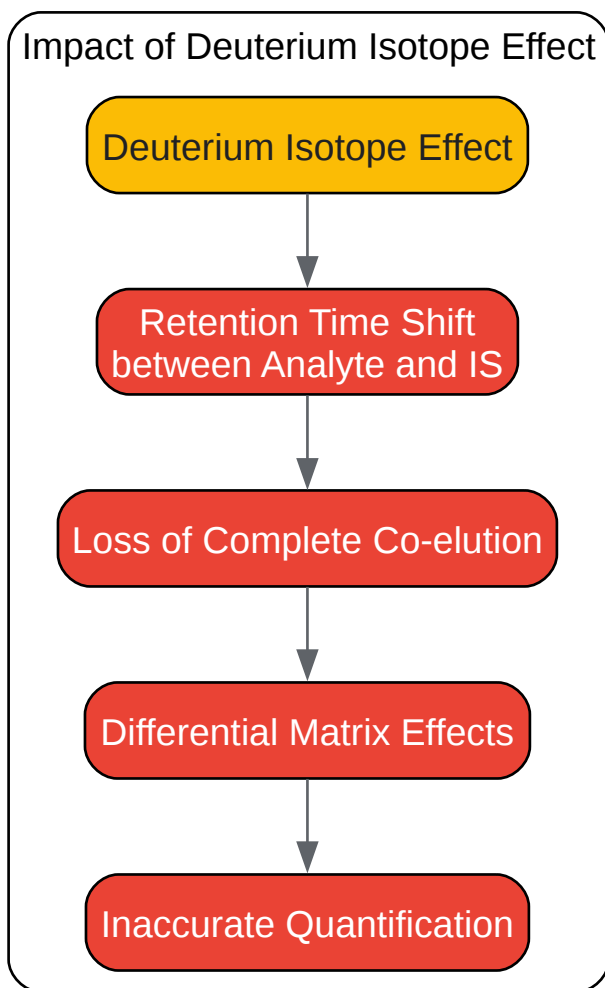 Impact of Deuterium Isotope Effect
Deuterium Isotope Effect
Retention Time Shift
between Analyte and IS
Loss of Complete Co-elution
Differential Matrix Effects
Inaccurate Quantification